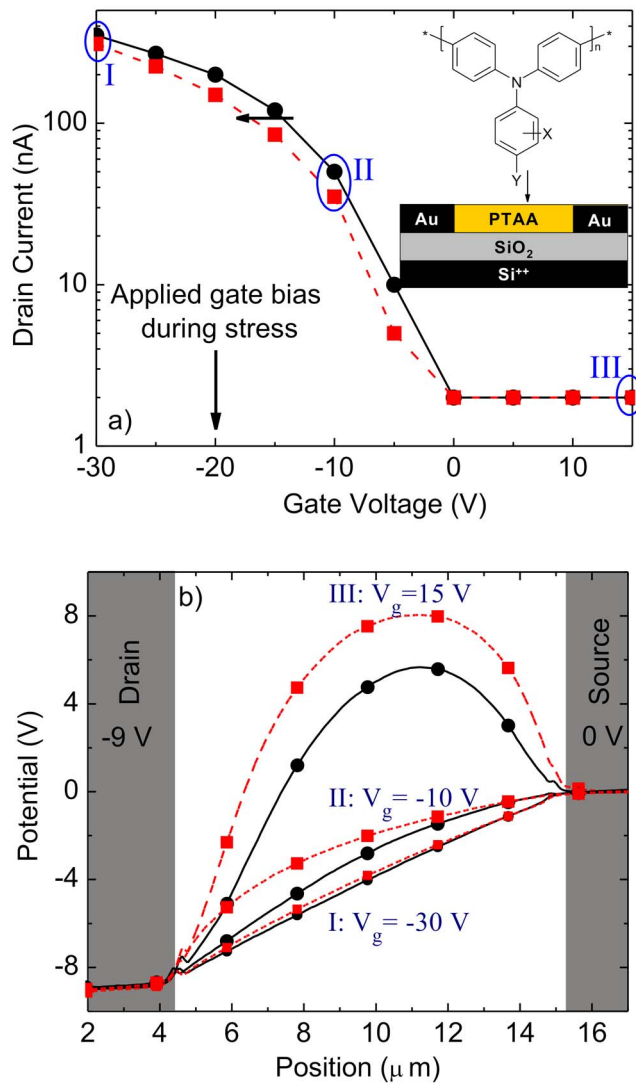 Drain Current (nA)
100
10
1
-30
-20
-10
0
10
Gate Voltage (V)
I
II
III
Applied gate bias
during stress
a)
*
n
*
N
X
Y
Au
PTAA
Au
SiO2
Si++
b)
III: Vg=15 V
II: Vg= -10 V
I: Vg= -30 V
Drain
-9 V
Source
0 V
Potential (V)
8
4
0
-4
-8
2
4
6
8
10
12
14
16
Position (μ m)